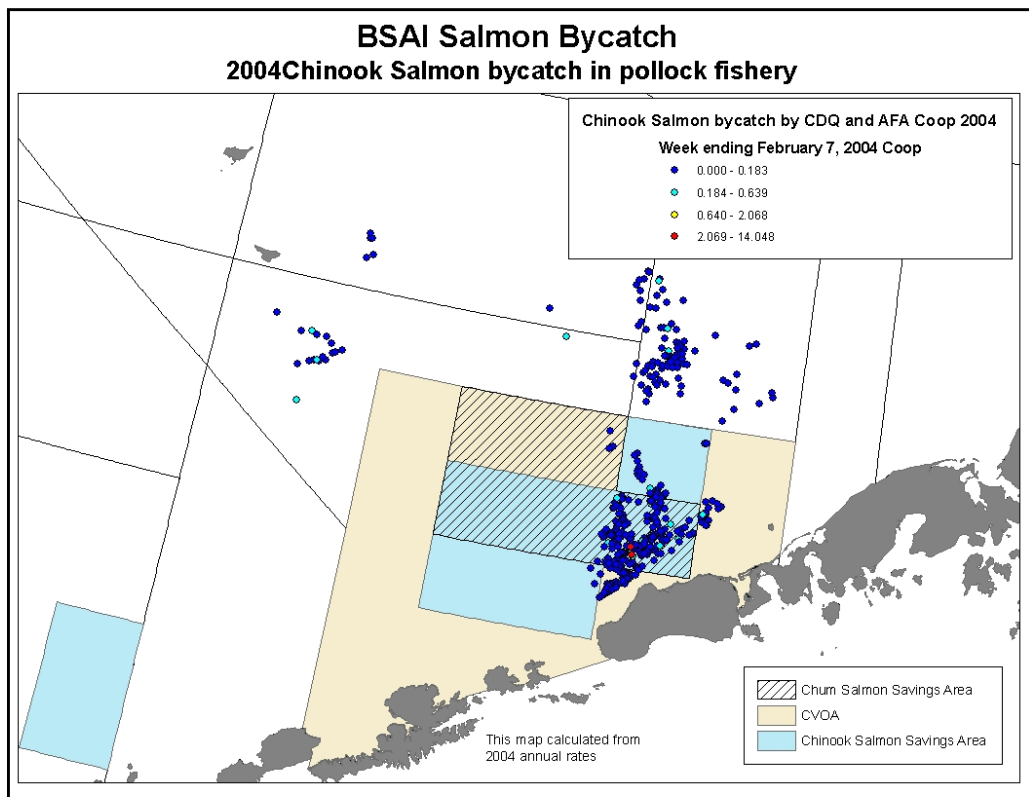 BSAI Salmon Bycatch
2004Chinook Salmon bycatch in pollock fishery
Chinook Salmon bycatch by CDQ and AFA Coop 2004
Week ending February 7, 2004 Coop
0.000 - 0.183
0.184 - 0.639
0.640 - 2.068
2.069 - 14.048
Chum Salmon Savings Area
CVOA
Chinook Salmon Savings Area
This map calculated from
2004 annual rates